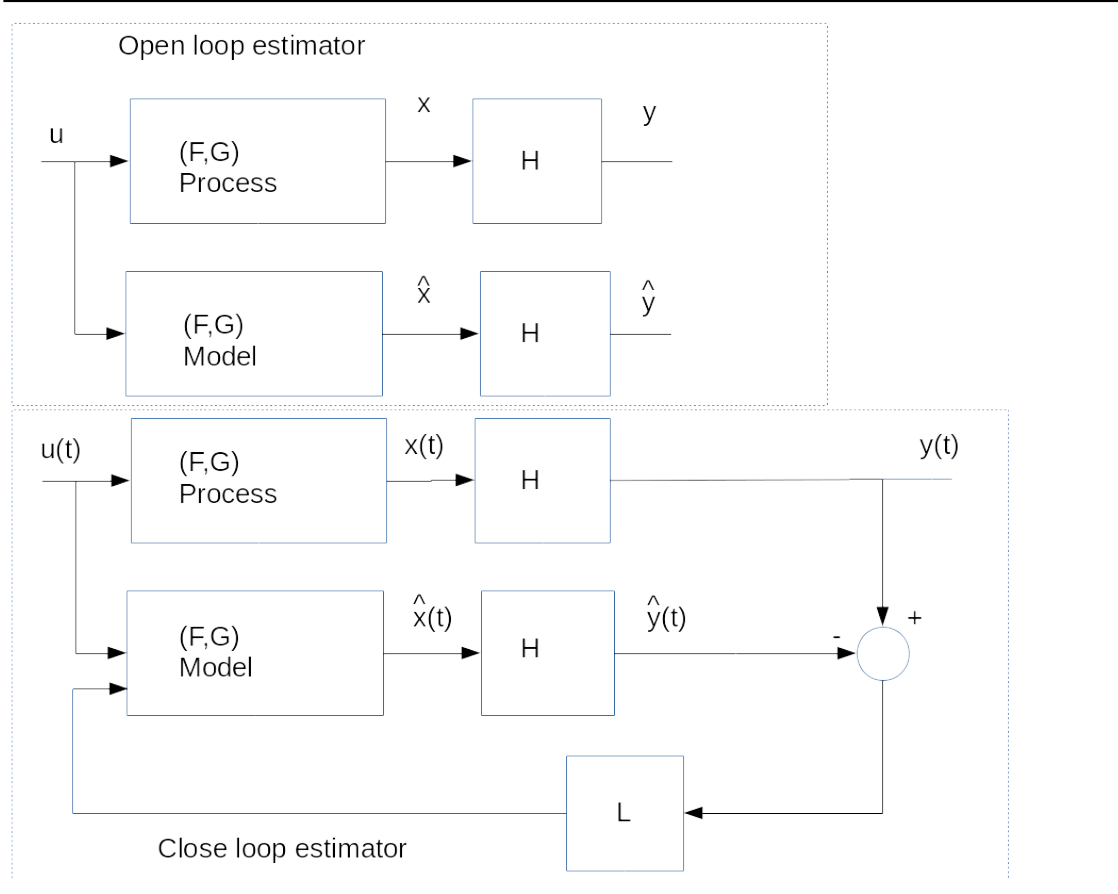 Open loop estimator
u
(F,G)
Process
x
H
y
(F,G)
Model
x̂
H
ŷ
u(t)
(F,G)
Process
x(t)
H
y(t)
(F,G)
Model
x̂(t)
H
ŷ(t)
-
+
L
Close loop estimator